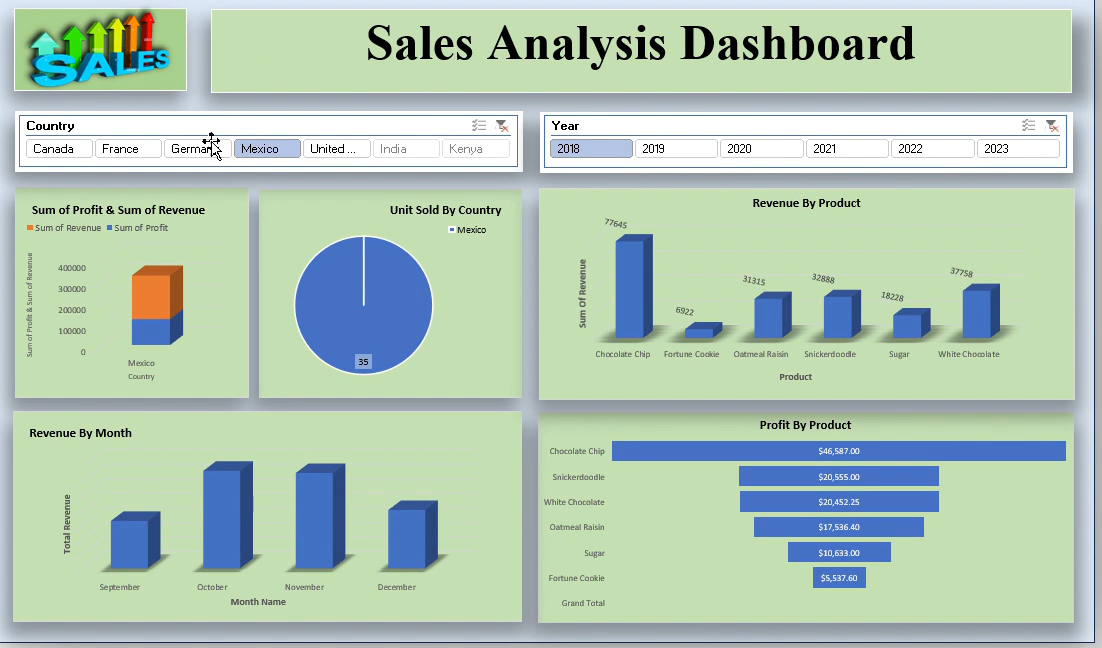 SALES
Sales Analysis Dashboard
Country
Canada
France
German
Mexico
United ...
India
Kenya
Year
2018
2019
2020
2021
2022
2023
Sum of Profit & Sum of Revenue
Sum of Revenue
Sum of Profit
Sum of Profit & Sum of Revenue
400000
300000
200000
100000
0
Mexico
Country
Unit Sold By Country
Mexico
35
Revenue By Product
Sum Of Revenue
77645
6922
31315
32888
18228
37758
Chocolate Chip
Fortune Cookie
Oatmeal Raisin
Snickerdoodle
Sugar
White Chocolate
Product
Revenue By Month
Total Revenue
September
October
November
December
Month Name
Profit By Product
Chocolate Chip
$46,587.00
Snickerdoodle
$20,555.00
White Chocolate
$20,452.25
Oatmeal Raisin
$17,536.40
Sugar
$10,633.00
Fortune Cookie
$5,537.60
Grand Total